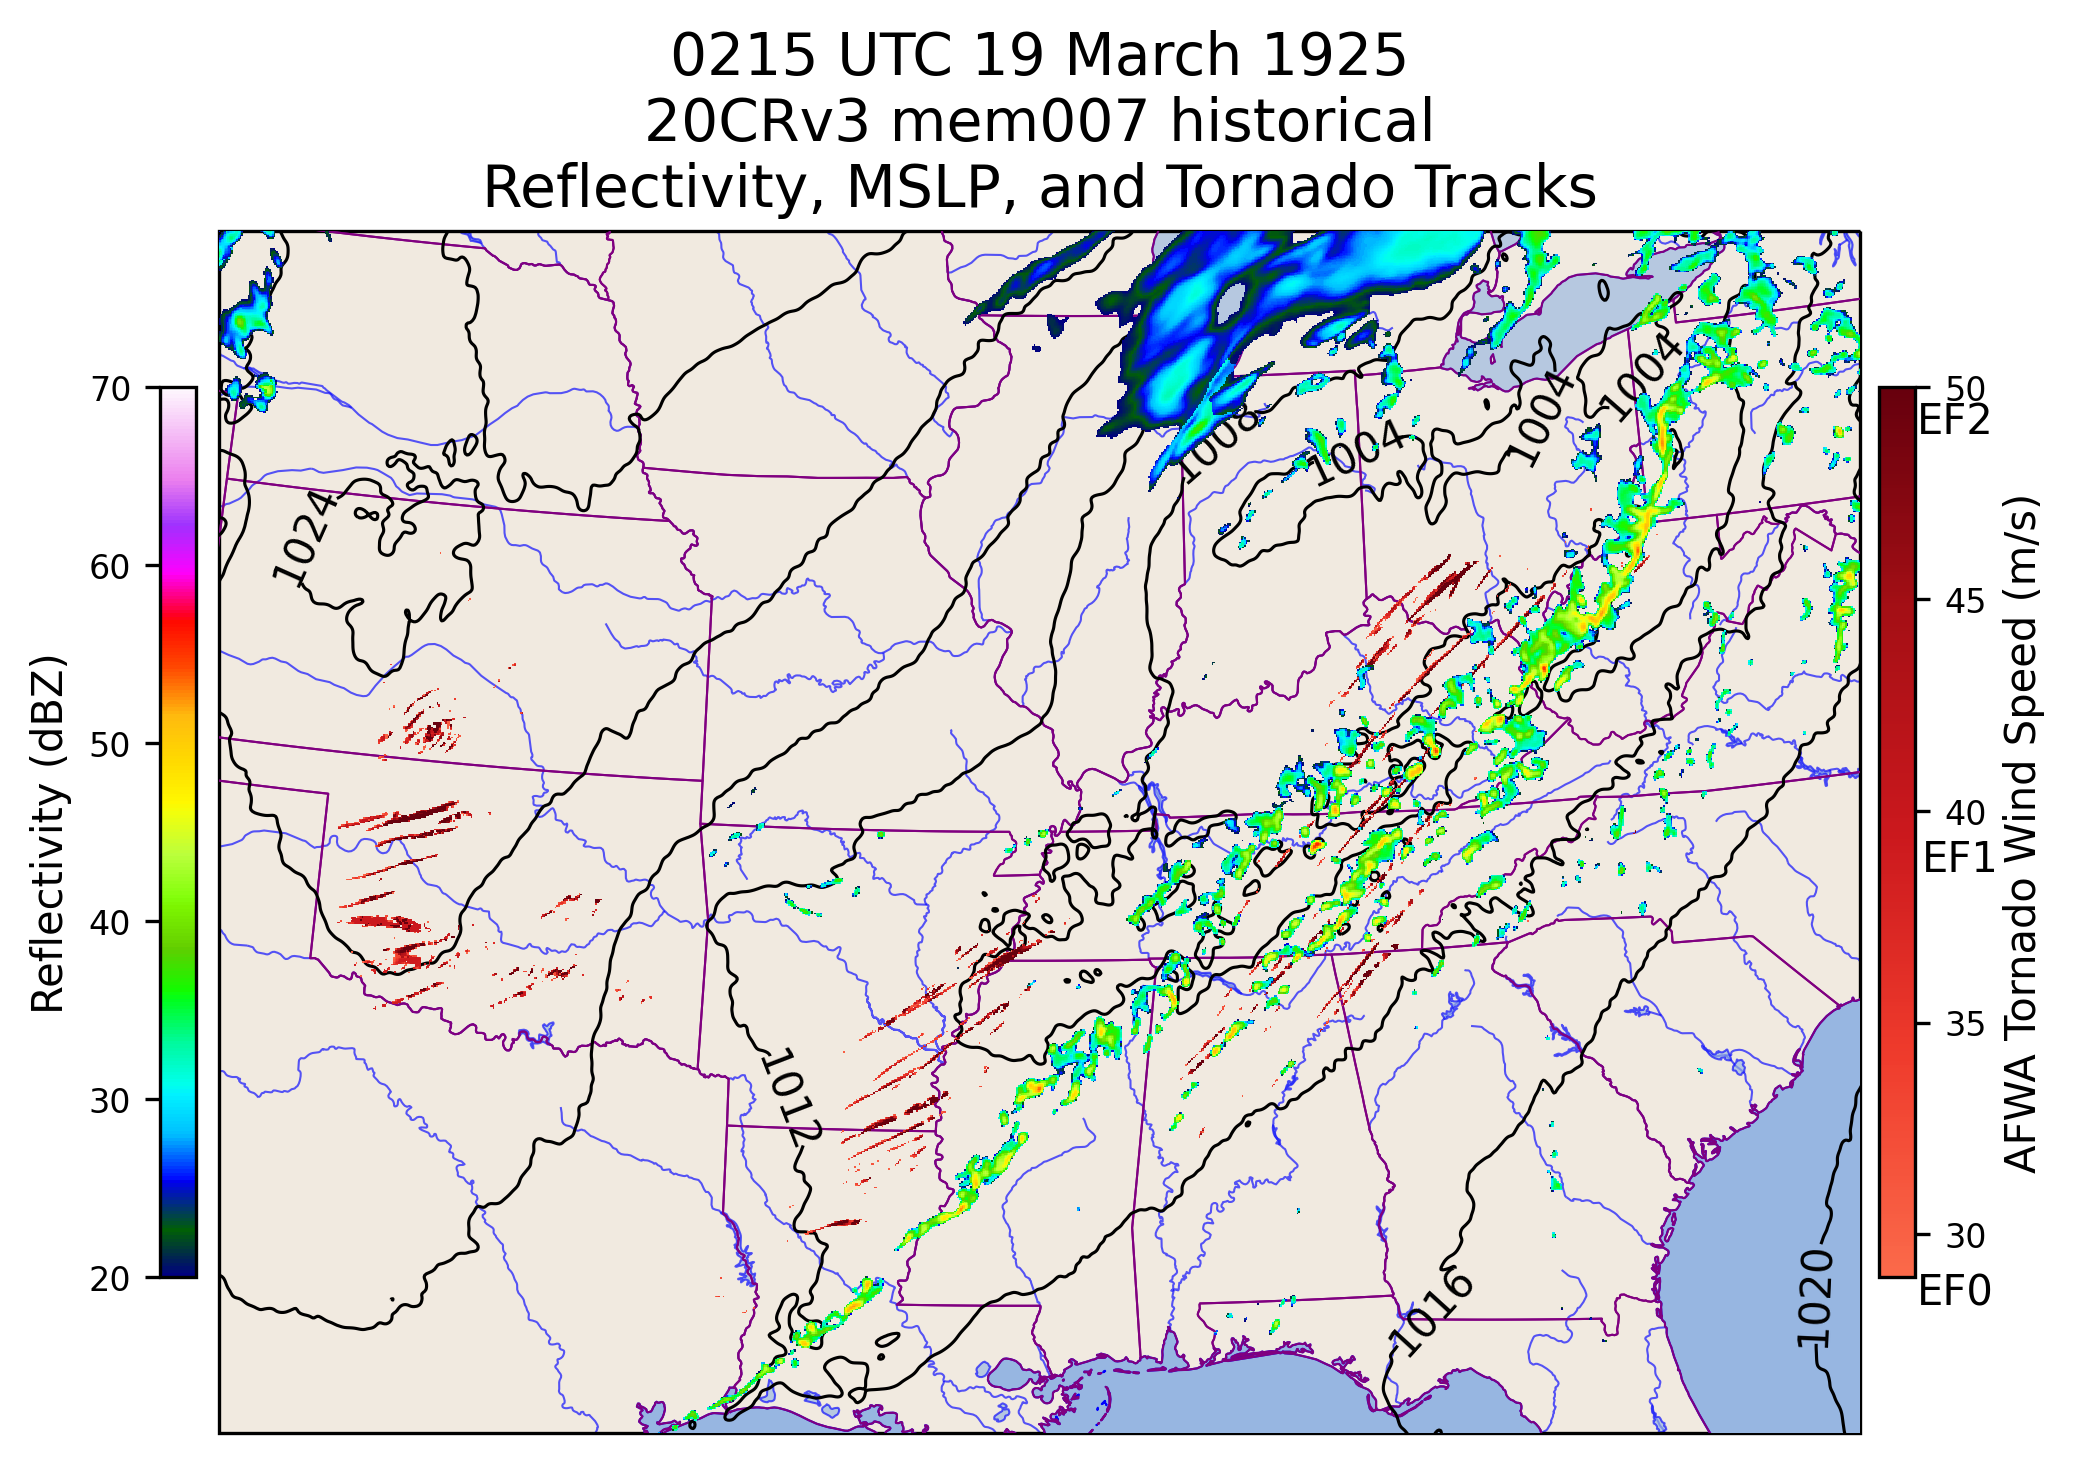 0215 UTC 19 March 1925
20CRv3 mem007 historical
Reflectivity, MSLP, and Tornado Tracks
70
60
50
40
30
20
Reflectivity (dBZ)
1024
1008
1004
1004
1004
1012
1016
1020
50
EF2
45
40
EF1
35
30
EF0
AFWA Tornado Wind Speed (m/s)